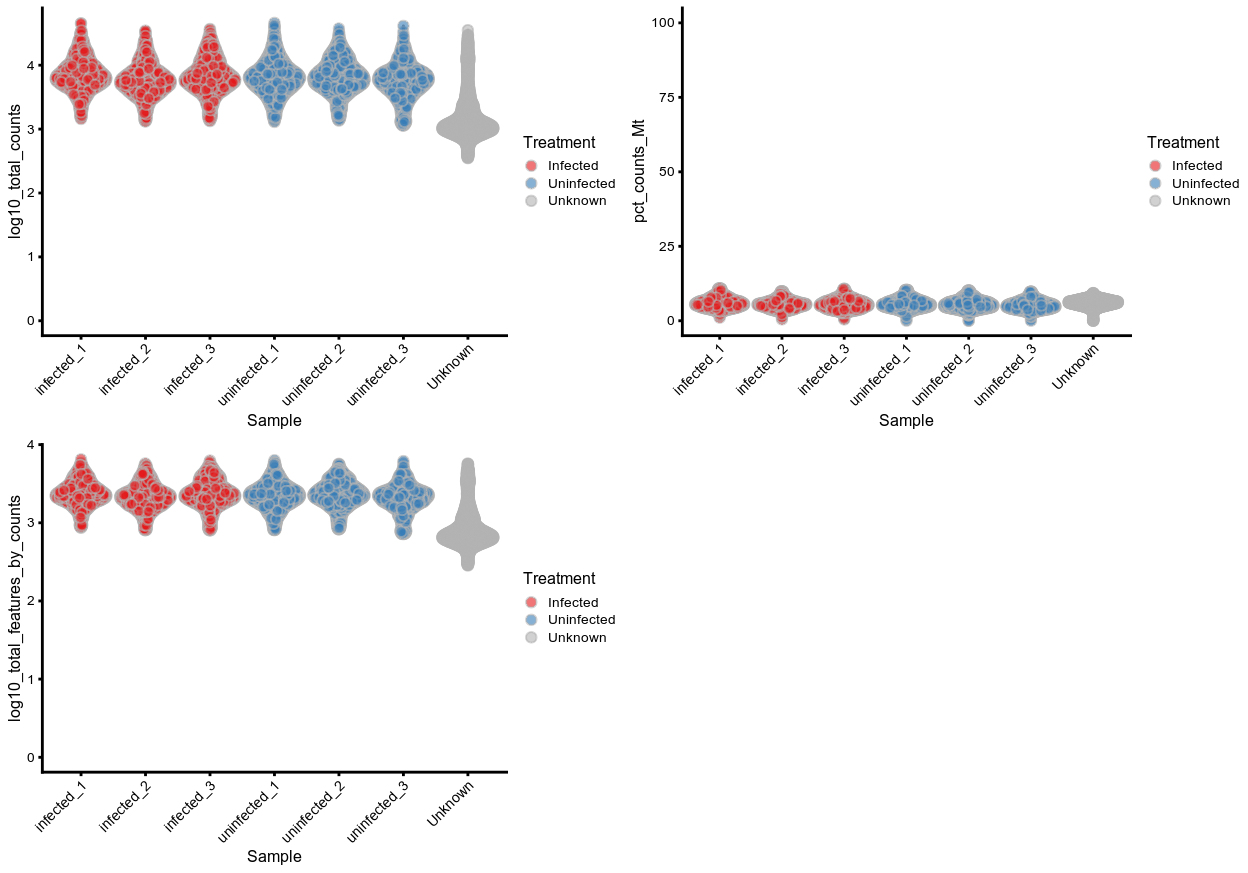 log10_total_counts
4
3
2
1
0
infected_1
infected_2
infected_3
uninfected_1
uninfected_2
uninfected_3
Unknown
Sample
Treatment
Infected
Uninfected
Unknown
pct_counts_Mt
100
75
50
25
0
infected_1
infected_2
infected_3
uninfected_1
uninfected_2
uninfected_3
Unknown
Sample
Treatment
Infected
Uninfected
Unknown
log10_total_features_by_counts
4
3
2
1
0
infected_1
infected_2
infected_3
uninfected_1
uninfected_2
uninfected_3
Unknown
Sample
Treatment
Infected
Uninfected
Unknown